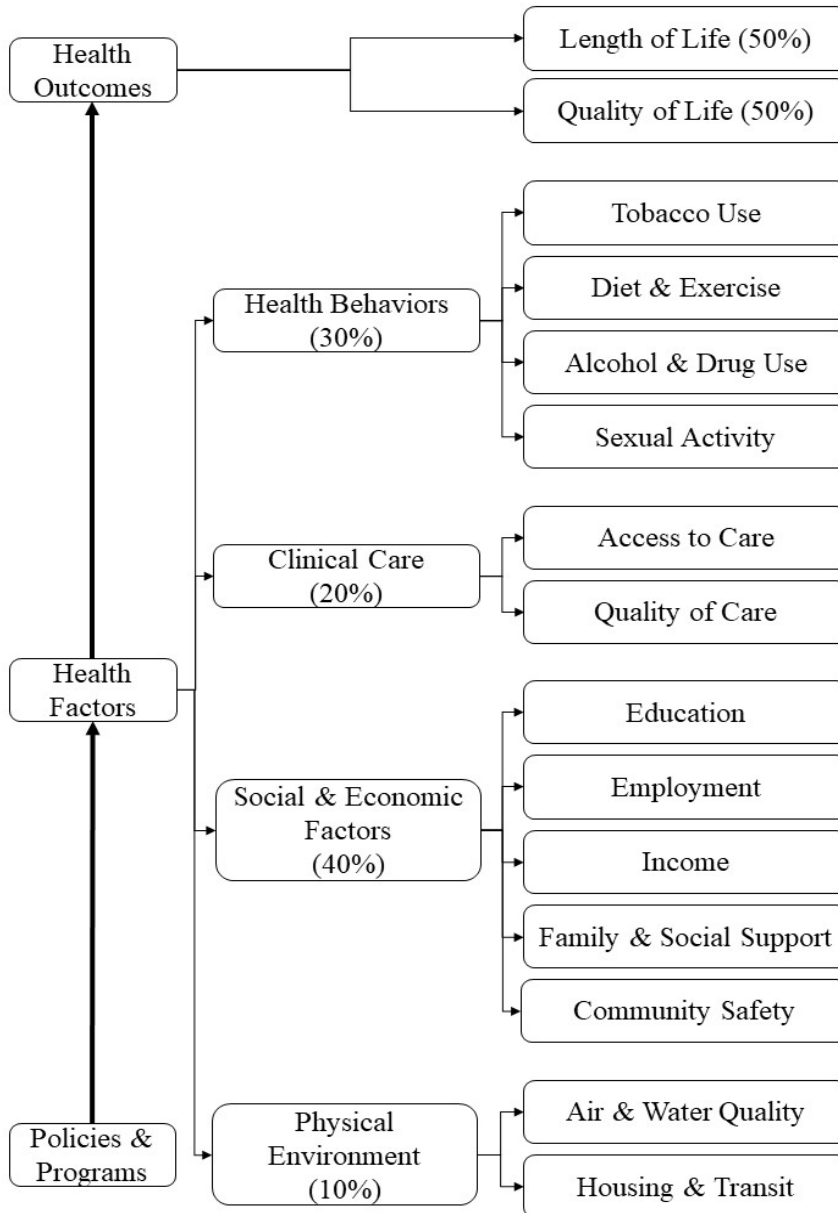 Health
Outcomes
Length of Life (50%)
Quality of Life (50%)
Health Behaviors
(30%)
Tobacco Use
Diet & Exercise
Alcohol & Drug Use
Sexual Activity
Clinical Care
(20%)
Access to Care
Quality of Care
Health
Factors
Social & Economic
Factors
(40%)
Education
Employment
Income
Family & Social Support
Community Safety
Policies &
Programs
Physical
Environment
(10%)
Air & Water Quality
Housing & Transit